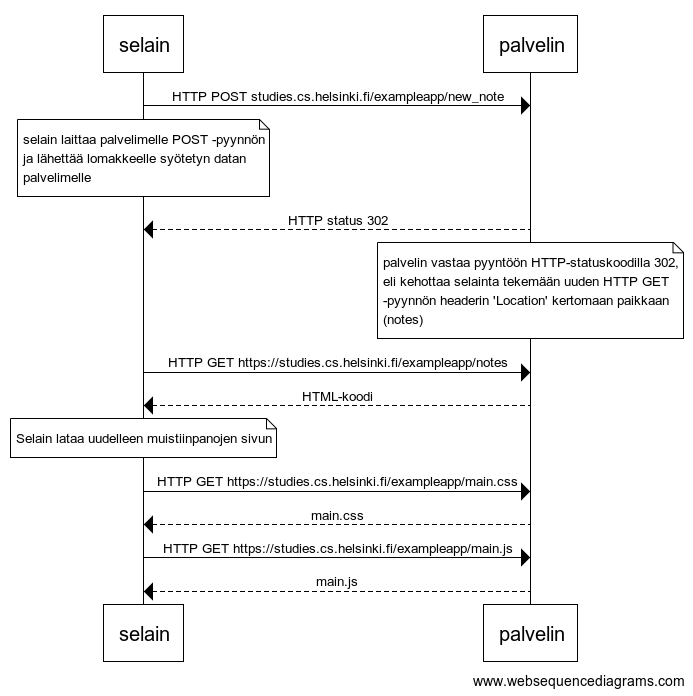 selain
palvelin
HTTP POST studies.cs.helsinki.fi/exampleapp/new_note
selain laittaa palvelimelle POST -pyynnön
ja lähettää lomakkeelle syötetyn datan
palvelimelle
HTTP status 302
palvelin vastaa pyyntöön HTTP-statuskoodilla 302,
eli kehottaa selainta tekemään uuden HTTP GET
-pyynnön headerin 'Location' kertomaan paikkaan
(notes)
HTTP GET https://studies.cs.helsinki.fi/exampleapp/notes
HTML-koodi
Selain lataa uudelleen muistiinpanojen sivun
HTTP GET https://studies.cs.helsinki.fi/exampleapp/main.css
main.css
HTTP GET https://studies.cs.helsinki.fi/exampleapp/main.js
main.js
selain
palvelin
www.websequencediagrams.com